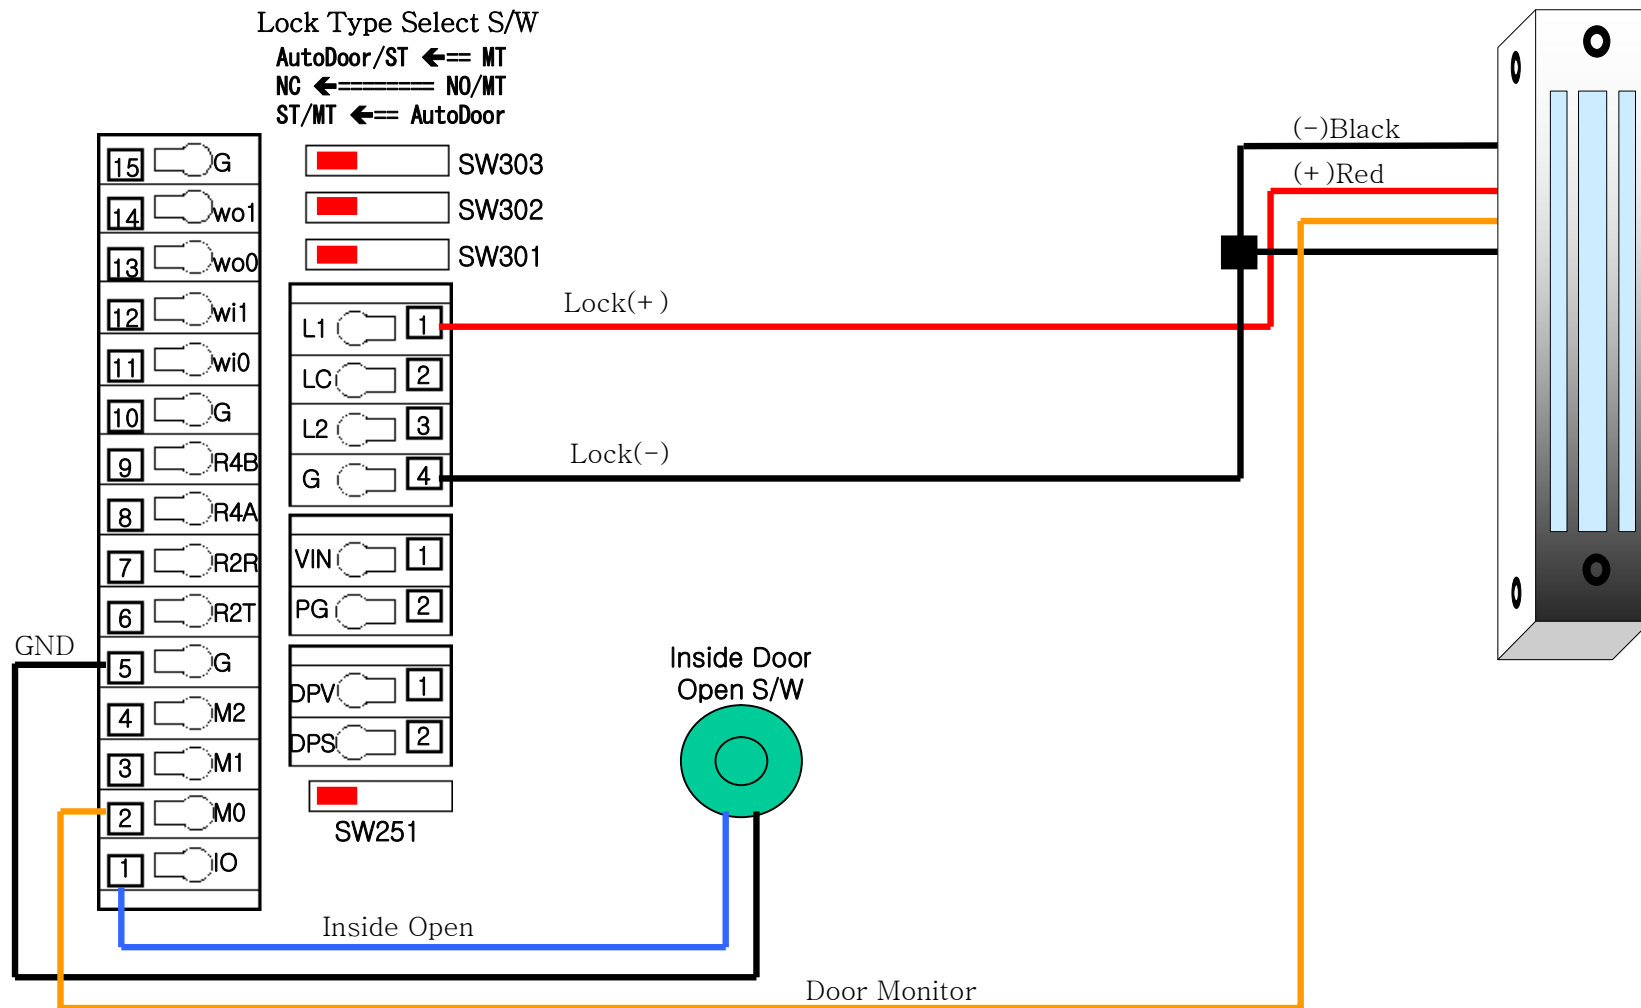 Lock Type Select S/W
AutoDoor/ST ←== MT
NC ←======== NO/MT
ST/MT ←== AutoDoor
15 G
14 wo1
13 wo0
12 wi1
11 wi0
10 G
9 R4B
8 R4A
7 R2R
6 R2T
5 G
4 M2
3 M1
2 M0
1 IO
GND
SW303
SW302
SW301
L1 1
LC 2
L2 3
G 4
VIN 1
PG 2
DPV 1
DPS 2
SW251
Lock(+)
Lock(-)
(-)Black
(+)Red
Inside Door
Open S/W
Inside Open
Door Monitor